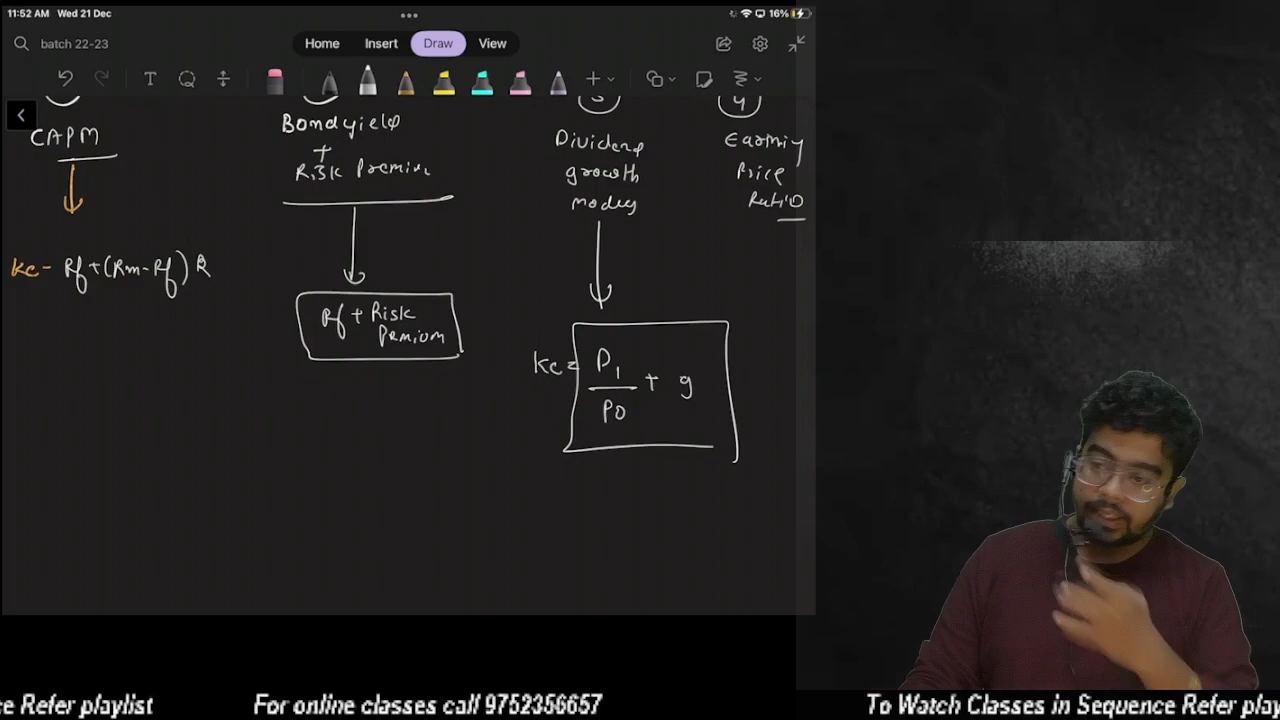 11:52 AM Wed 21 Dec
16%
batch 22-23
Home Insert Draw View
3
4
CAPM
Bondyield
+
Risk Premium
Dividend
growth
model
Earning
Price
Ratio
Ke= Rf+(Rm-Rf)
Rf + Risk
Premium
Ke = D1
P0
+ g
ce Refer playlist For online classes call 9752356657 To Watch Classes in Sequence Refer play